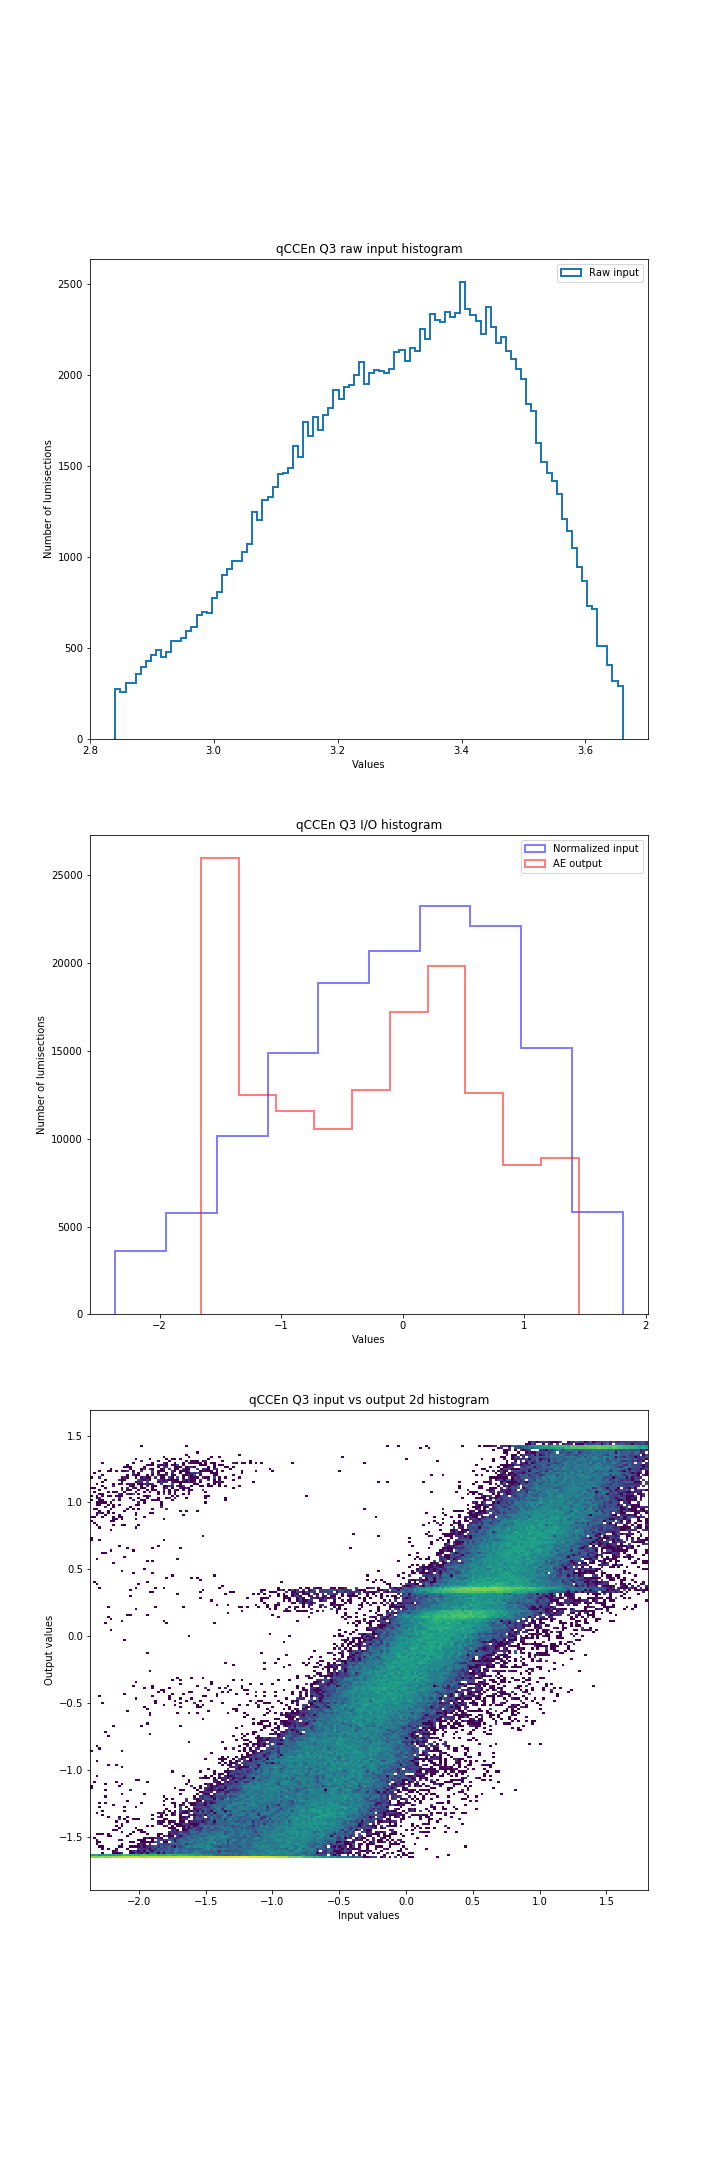 qCCEn Q3 raw input histogram
Raw input
2500
2000
1500
1000
500
0
Number of lumisections
2.8 3.0 3.2 3.4 3.6
Values
qCCEn Q3 I/O histogram
Normalized input
AE output
25000
20000
15000
10000
5000
0
Number of lumisections
−2 −1 0 1 2
Values
qCCEn Q3 input vs output 2d histogram
1.5
1.0
0.5
0.0
−0.5
−1.0
−1.5
Output values
−2.0 −1.5 −1.0 −0.5 0.0 0.5 1.0 1.5
Input values